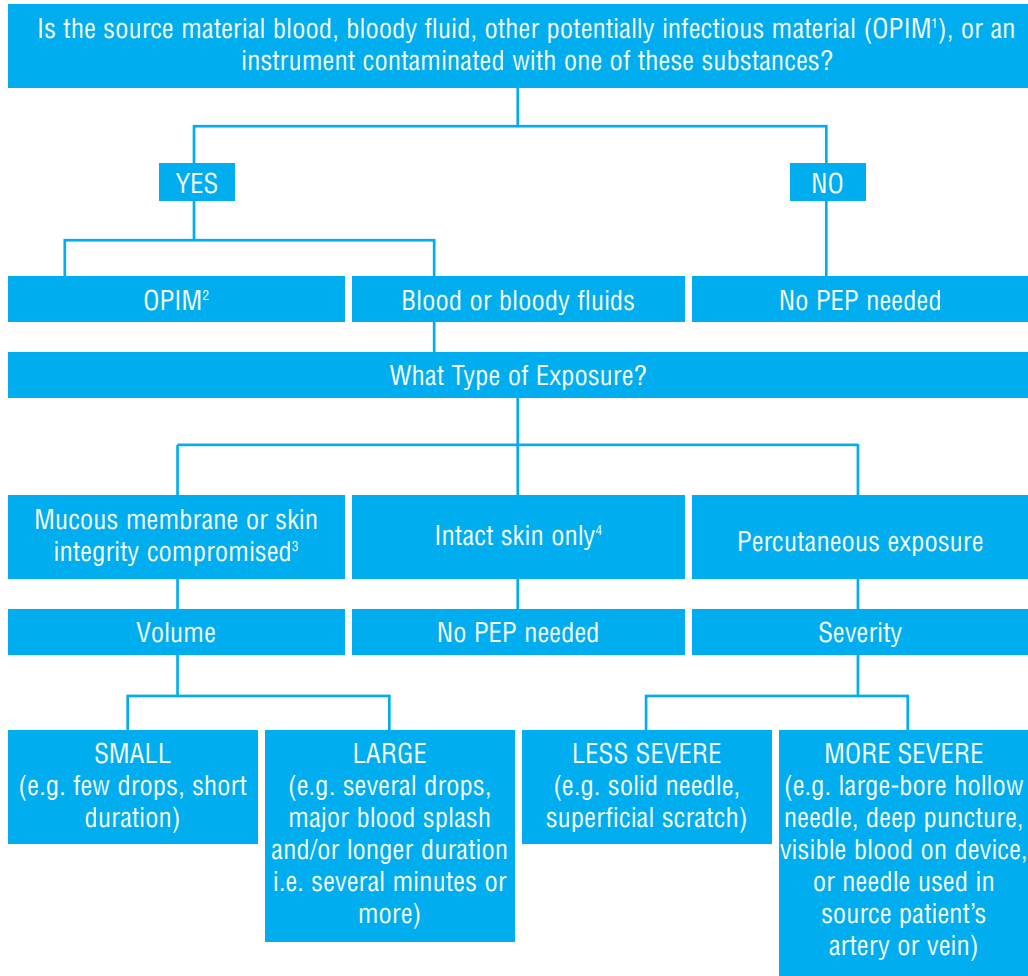 Is the source material blood, bloody fluid, other potentially infectious material (OPIM¹), or an
instrument contaminated with one of these substances?
YES
NO
OPIM²
Blood or bloody fluids
No PEP needed
What Type of Exposure?
Mucous membrane or skin
integrity compromised³
Intact skin only⁴
Percutaneous exposure
Volume
No PEP needed
Severity
SMALL
(e.g. few drops, short
duration)
LARGE
(e.g. several drops,
major blood splash
and/or longer duration
i.e. several minutes or
more)
LESS SEVERE
(e.g. solid needle,
superficial scratch)
MORE SEVERE
(e.g. large-bore hollow
needle, deep puncture,
visible blood on device,
or needle used in
source patient’s
artery or vein)